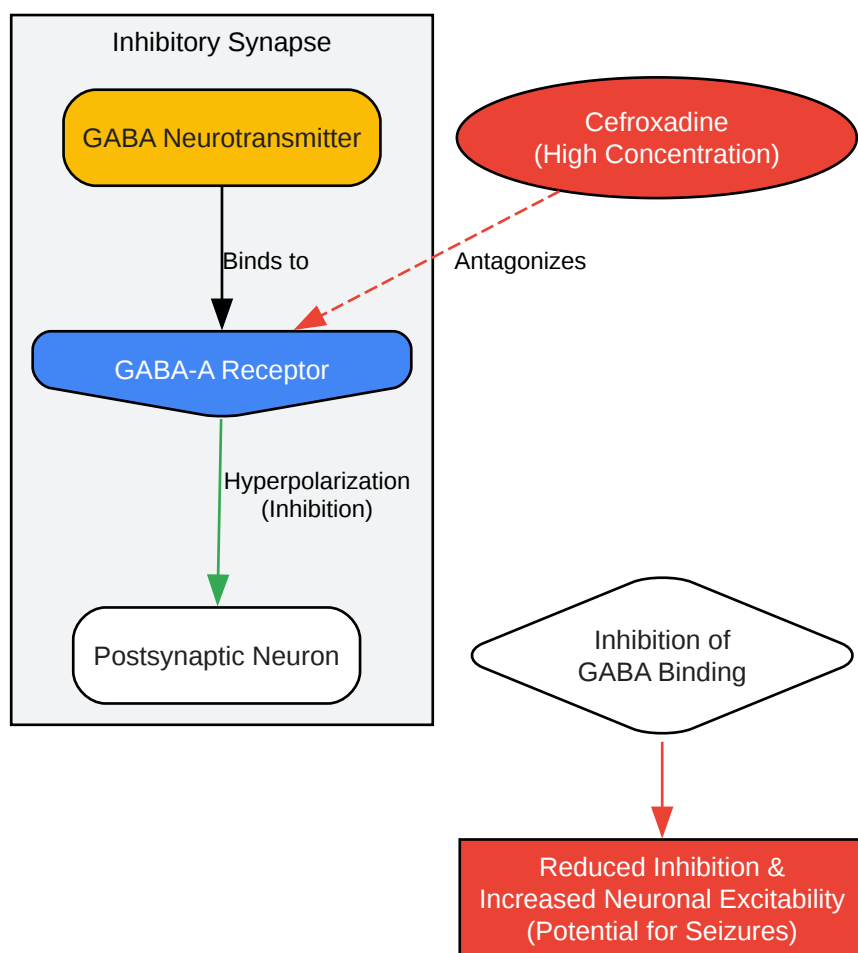 Inhibitory Synapse
GABA Neurotransmitter
Cefroxadine
(High Concentration)
Binds to
Antagonizes
GABA-A Receptor
Hyperpolarization
(Inhibition)
Postsynaptic Neuron
Inhibition of
GABA Binding
Reduced Inhibition &
Increased Neuronal Excitability
(Potential for Seizures)